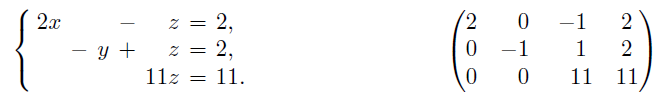 2x − z = 2, 2 0 −1 2
− y + z = 2, 0 −1 1 2
11z = 11. 0 0 11 11